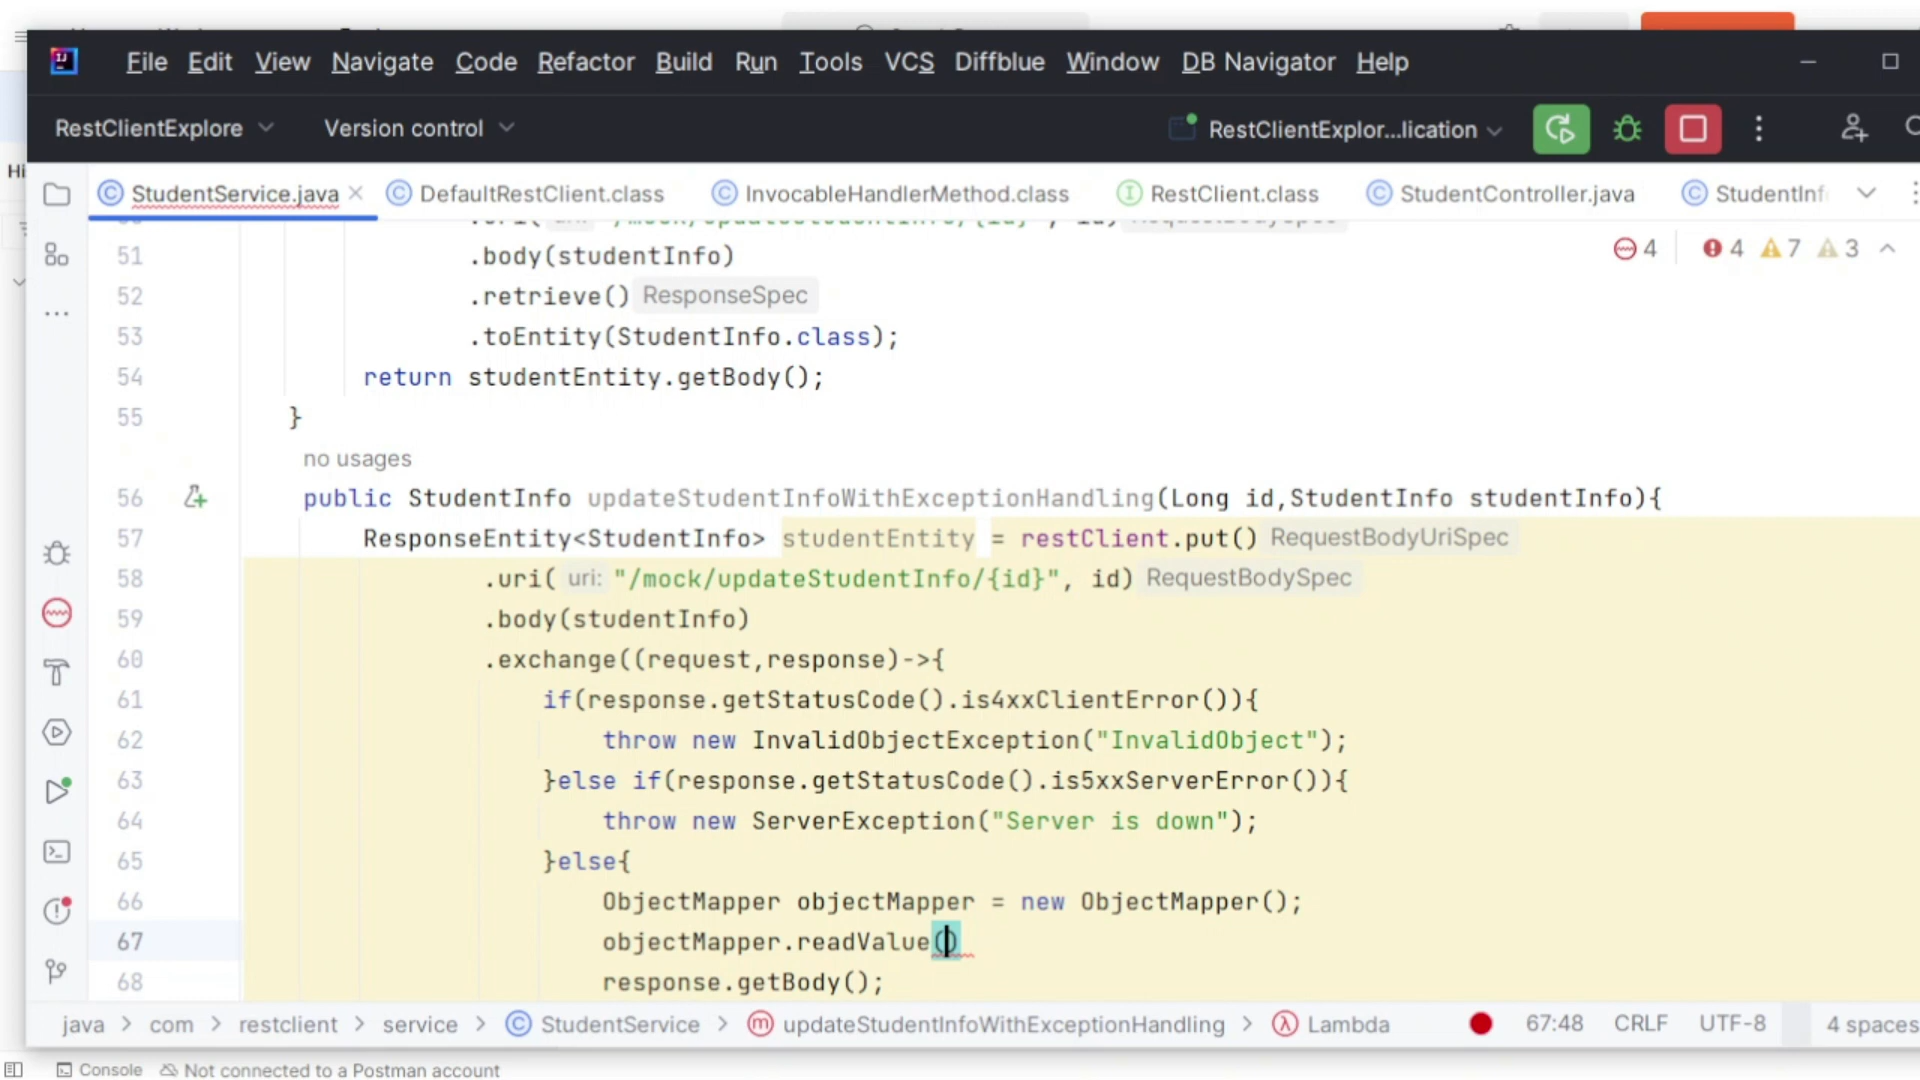 File Edit View Navigate Code Refactor Build Run Tools VCS Diffblue Window DB Navigator Help
RestClientExplore Version control RestClientExplor...lication
Hi
StudentService.java DefaultRestClient.class InvocableHandlerMethod.class RestClient.class StudentController.java StudentInf
4 4 7 3
51 .body(studentInfo)
52 .retrieve() ResponseSpec
53 .toEntity(StudentInfo.class);
54 return studentEntity.getBody();
55 }
no usages
56 public StudentInfo updateStudentInfoWithExceptionHandling(Long id,StudentInfo studentInfo){
57 ResponseEntity<StudentInfo> studentEntity = restClient.put() RequestBodyUriSpec
58 .uri( uri: "/mock/updateStudentInfo/{id}", id) RequestBodySpec
59 .body(studentInfo)
60 .exchange((request,response)->{
61 if(response.getStatusCode().is4xxClientError()){
62 throw new InvalidObjectException("InvalidObject");
63 }else if(response.getStatusCode().is5xxServerError()){
64 throw new ServerException("Server is down");
65 }else{
66 ObjectMapper objectMapper = new ObjectMapper();
67 objectMapper.readValue()
68 response.getBody();
java > com > restclient > service > StudentService > updateStudentInfoWithExceptionHandling > Lambda 67:48 CRLF UTF-8 4 spaces
Console Not connected to a Postman account